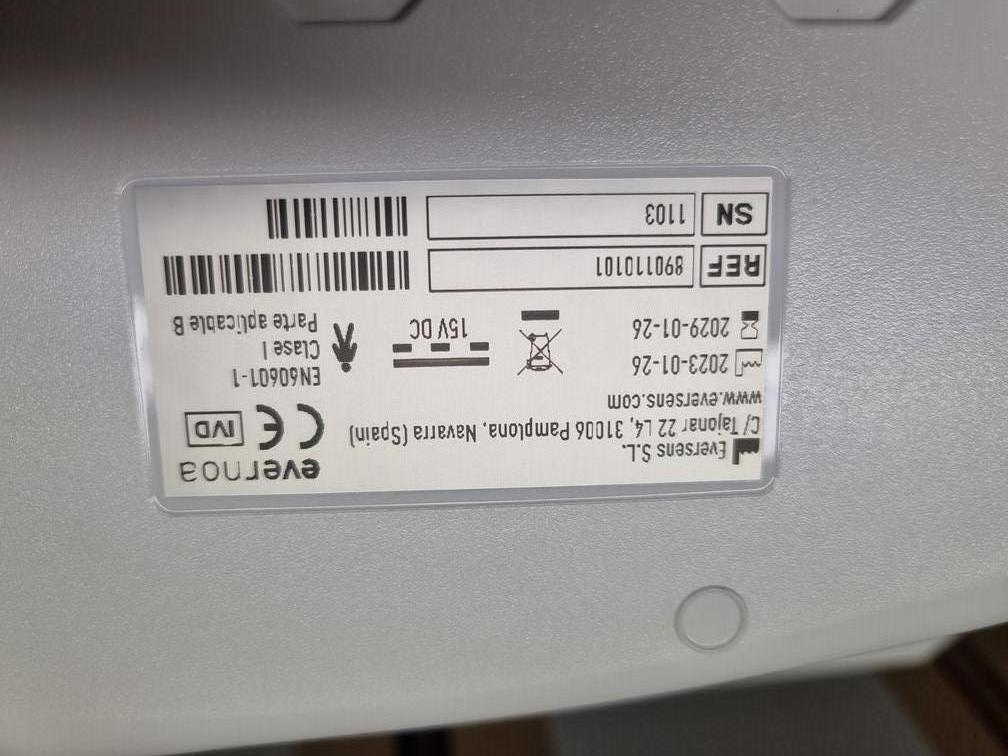 Eversens S.L.
C/ Tajonar 22 L4, 31006 Pamplona, Navarra (Spain)
www.eversens.com
evernoa
CE IVD
2023-01-26
2029-01-26
15V DC
EN60601-1
Clase I
Parte aplicable B
REF 890110101
SN 1103